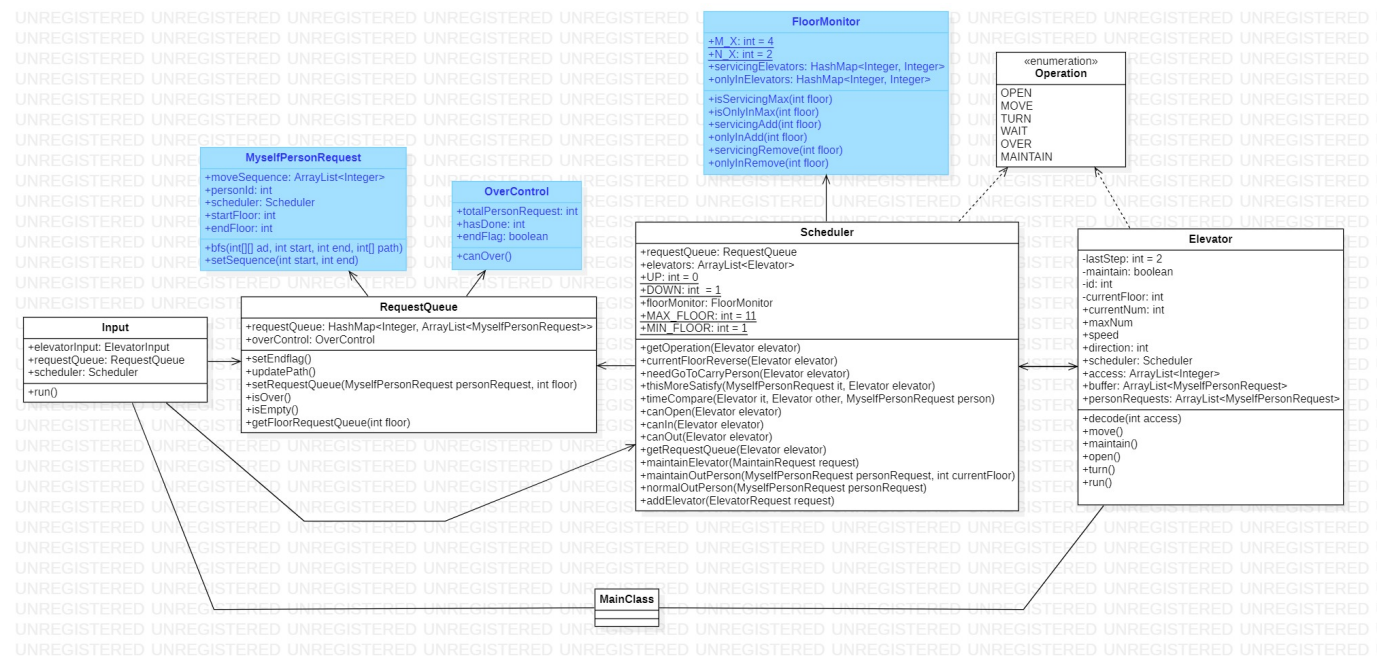 FloorMonitor
+M_X: int = 4
+N_X: int = 2
+servicingElevators: HashMap<Integer, Integer>
+onlyInElevators: HashMap<Integer, Integer>
+isServicingMax(int floor)
+isOnlyInMax(int floor)
+servicingAdd(int floor)
+onlyInAdd(int floor)
+servicingRemove(int floor)
+onlyInRemove(int floor)
«enumeration»
Operation
OPEN
MOVE
TURN
WAIT
OVER
MAINTAIN
MyselfPersonRequest
+moveSequence: ArrayList<Integer>
+personId: int
+scheduler: Scheduler
+startFloor: int
+endFloor: int
+bfs(int[][] ad, int start, int end, int[] path)
+setSequence(int start, int end)
OverControl
+totalPersonRequest: int
+hasDone: int
+endFlag: boolean
+canOver()
Input
+elevatorInput: ElevatorInput
+requestQueue: RequestQueue
+scheduler: Scheduler
+run()
RequestQueue
+requestQueue: HashMap<Integer, ArrayList<MyselfPersonRequest>>
+overControl: OverControl
+setEndflag()
+updatePath()
+setRequestQueue(MyselfPersonRequest personRequest, int floor)
+isOver()
+isEmpty()
+getFloorRequestQueue(int floor)
Scheduler
+requestQueue: RequestQueue
+elevators: ArrayList<Elevator>
+UP: int = 0
+DOWN: int = 1
+floorMonitor: FloorMonitor
+MAX_FLOOR: int = 11
+MIN_FLOOR: int = 1
+getOperation(Elevator elevator)
+currentFloorReverse(Elevator elevator)
+needGoToCarryPerson(Elevator elevator)
+thisMoreSatisfy(MyselfPersonRequest it, Elevator elevator)
+timeCompare(Elevator it, Elevator other, MyselfPersonRequest person)
+canOpen(Elevator elevator)
+canIn(Elevator elevator)
+canOut(Elevator elevator)
+getRequestQueue(Elevator elevator)
+maintainElevator(MaintainRequest request)
+maintainOutPerson(MyselfPersonRequest personRequest, int currentFloor)
+normalOutPerson(MyselfPersonRequest personRequest)
+addElevator(ElevatorRequest request)
Elevator
-lastStep: int = 2
-maintain: boolean
-id: int
-currentFloor: int
+currentNum: int
+maxNum
+speed
+direction: int
+scheduler: Scheduler
+access: ArrayList<Integer>
+buffer: ArrayList<MyselfPersonRequest>
+personRequests: ArrayList<MyselfPersonRequest>
+decode(int access)
+move()
+maintain()
+open()
+turn()
+run()
MainClass